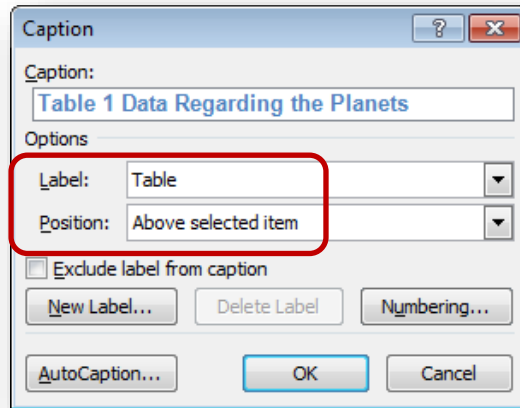 Caption
Caption:
Table 1 Data Regarding the Planets
Options
Label: Table
Position: Above selected item
Exclude label from caption
New Label... Delete Label Numbering...
AutoCaption... OK Cancel